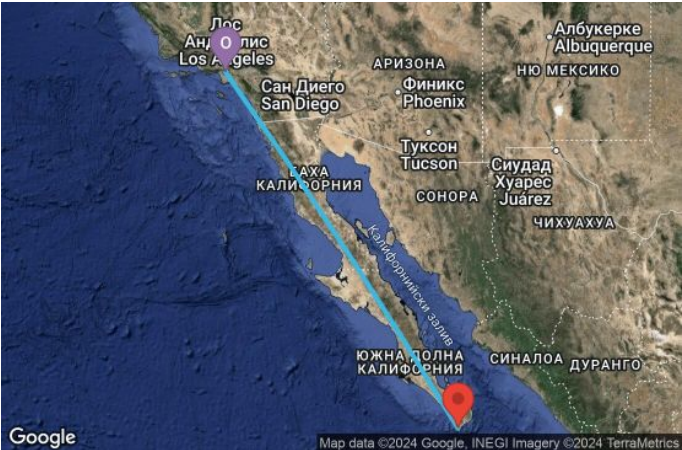 Лос
Анджелис
Los Angeles
O
Сан Диего
San Diego
АРИЗОНА
Финикс
Phoenix
Албукерке
Albuquerque
НЮ МЕКСИКО
Туксон
Tucson
Сиудад
Хуарес
Juárez
БАХА
КАЛИФОРНИЯ
СОНОРА
ЧИХУАХУА
Калифорнийски залив
ЮЖНА ДОЛНА
КАЛИФОРНИЯ
СИНАЛОА
ДУРАНГО
Google
Map data ©2024 Google, INEGI Imagery ©2024 TerraMetrics